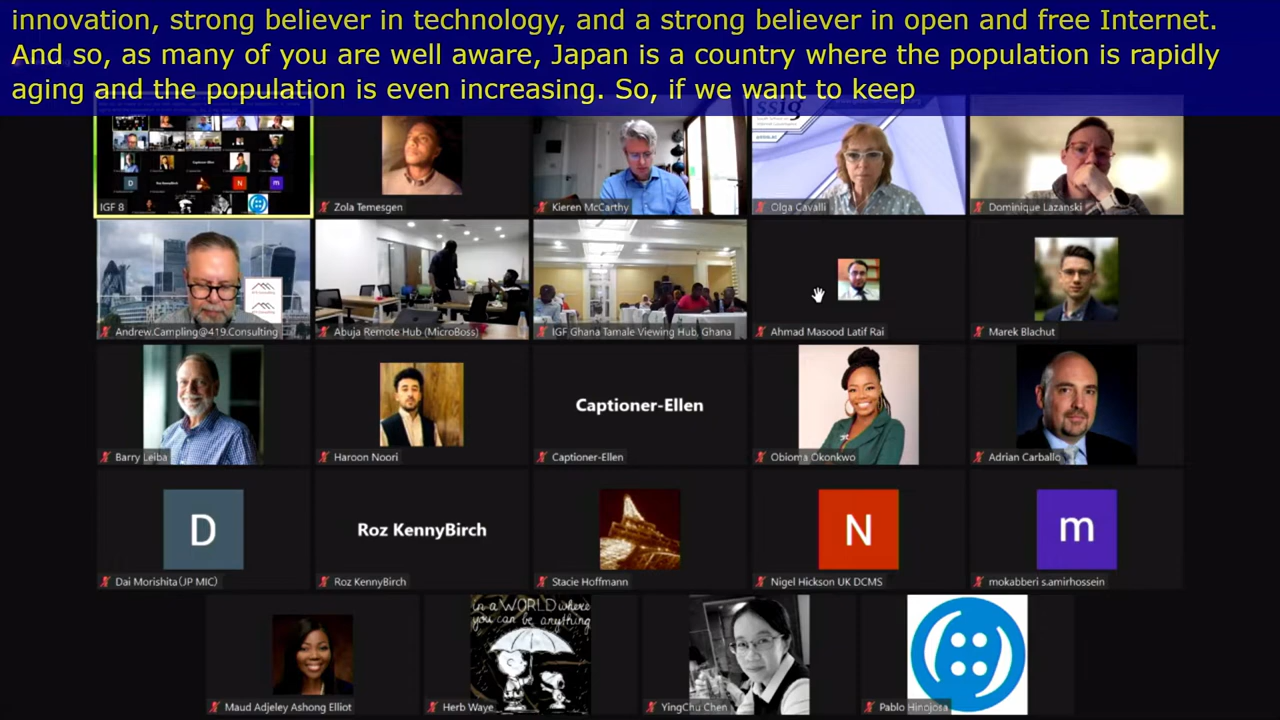 innovation, strong believer in technology, and a strong believer in open and free Internet.
And so, as many of you are well aware, Japan is a country where the population is rapidly
aging and the population is even increasing. So, if we want to keep
ssig
IGF 8
Zola Temesgen
Kieren McCarthy
Olga Cavalli
Dominique Lazanski
Andrew.Campling@419.Consulting
Abuja Remote Hub (MicroBoss)
IGF Ghana Tamale Viewing Hub, Ghana
Ahmad Masood Latif Rai
Marek Blachut
Captioner-Ellen
Barry Leiba
Haroon Noori
Captioner-Ellen
Obioma Okonkwo
Adrian Carballo
D
Roz KennyBirch
N
m
Dai Morishita(JP MIC)
Roz KennyBirch
Stacie Hoffmann
Nigel Hickson UK DCMS
mokabberi s.amirhossein
in a WORLD where
you can be anything
Maud Adjeley Ashong Elliot
Herb Waye
YingChu Chen
Pablo Hinojosa